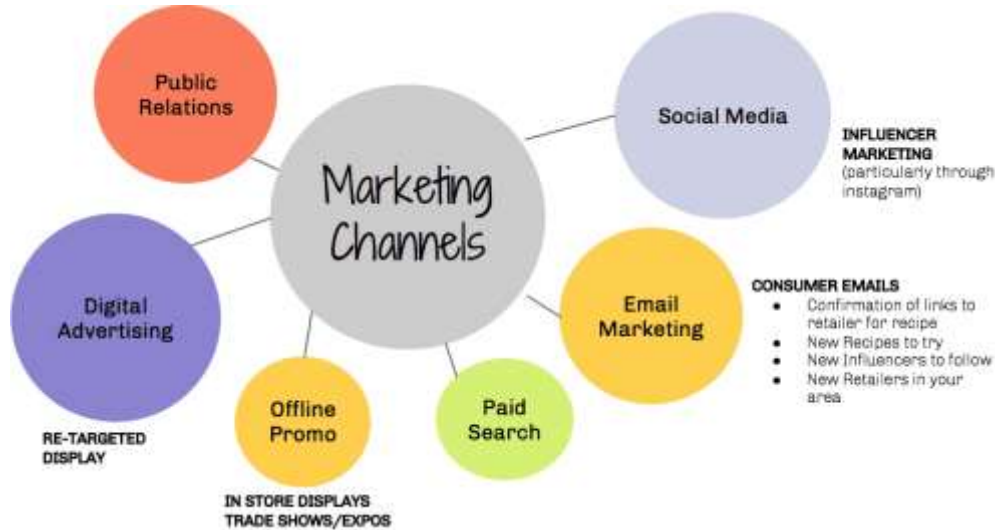 Public
Relations
Social Media
INFLUENCER
MARKETING
(particularly through
instagram)
Marketing
Channels
Digital
Advertising
Email
Marketing
CONSUMER EMAILS
● Confirmation of links to
retailer for recipe
● New Recipes to try
● New Influencers to follow
● New Retailers in your
area
Offline
Promo
Paid
Search
RE-TARGETED
DISPLAY
IN STORE DISPLAYS
TRADE SHOWS/EXPOS